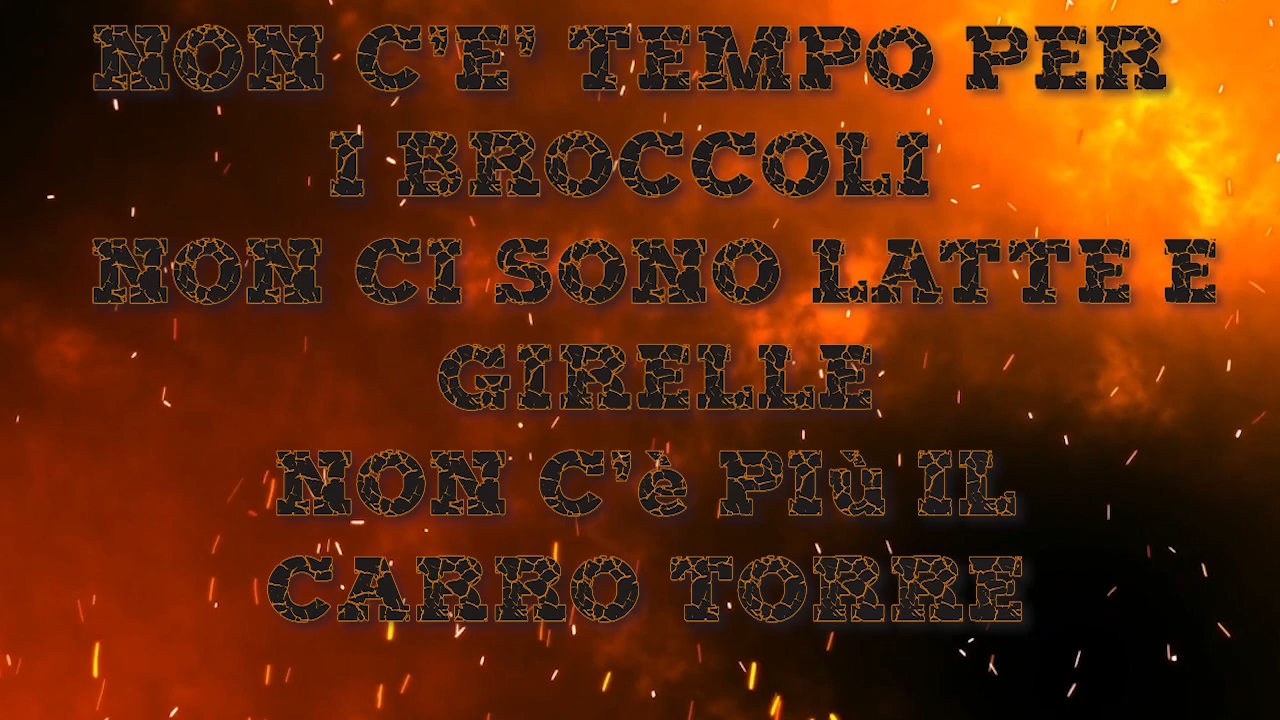 NON C'E' TEMPO PER
I BROCCOLI
NON CI SONO LATTE E
GIRELLE
NON C'è PIù IL
CARRO TORRE